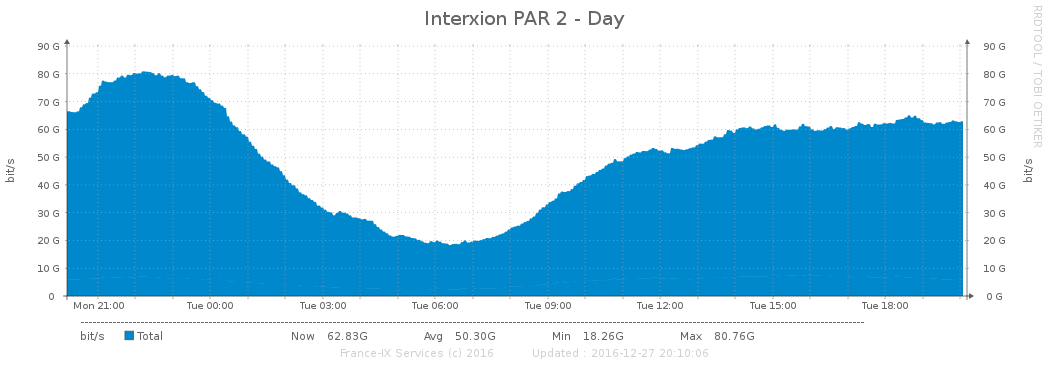 Interxion PAR 2 - Day
RRDTOOL / TOBI OETIKER
bit/s
90 G 90 G
80 G 80 G
70 G 70 G
60 G 60 G
50 G 50 G
40 G 40 G
30 G 30 G
20 G 20 G
10 G 10 G
0 0 G
bit/s
Mon 21:00 Tue 00:00 Tue 03:00 Tue 06:00 Tue 09:00 Tue 12:00 Tue 15:00 Tue 18:00
bit/s Total Now 62.83G Avg 50.30G Min 18.26G Max 80.76G
France-IX Services (c) 2016 Updated : 2016-12-27 20:10:06